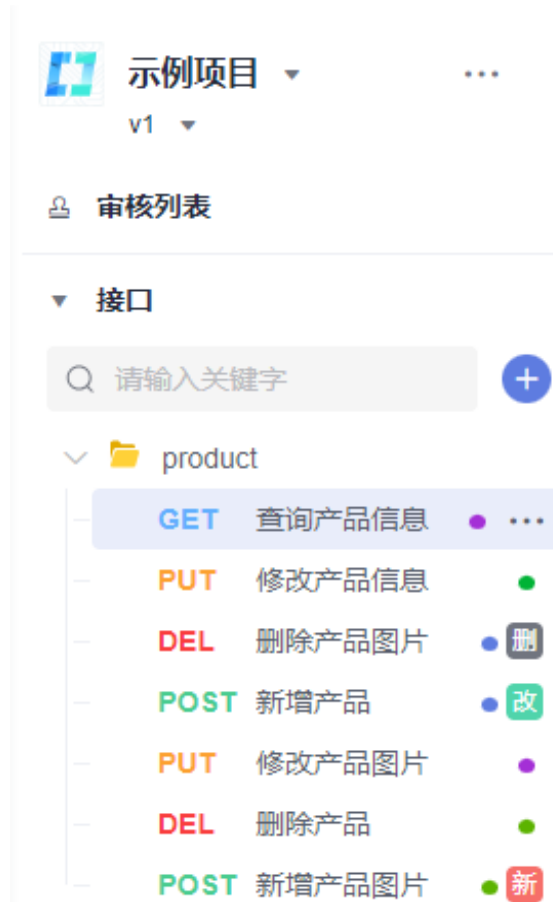 示例项目
v1
审核列表
接口
请输入关键字
product
GET 查询产品信息
PUT 修改产品信息
DEL 删除产品图片 删
POST 新增产品 改
PUT 修改产品图片
DEL 删除产品
POST 新增产品图片 新